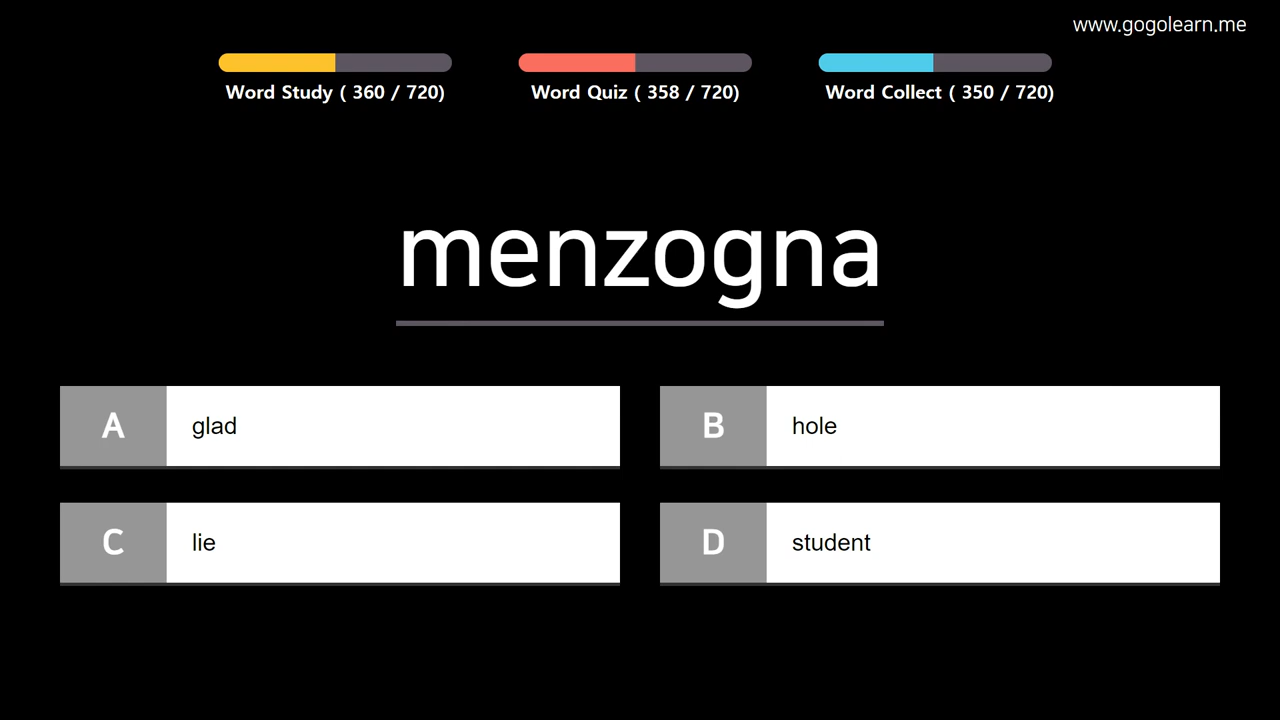 www.gogolearn.me
Word Study ( 360 / 720)
Word Quiz ( 358 / 720)
Word Collect ( 350 / 720)
menzogna
A glad
B hole
C lie
D student